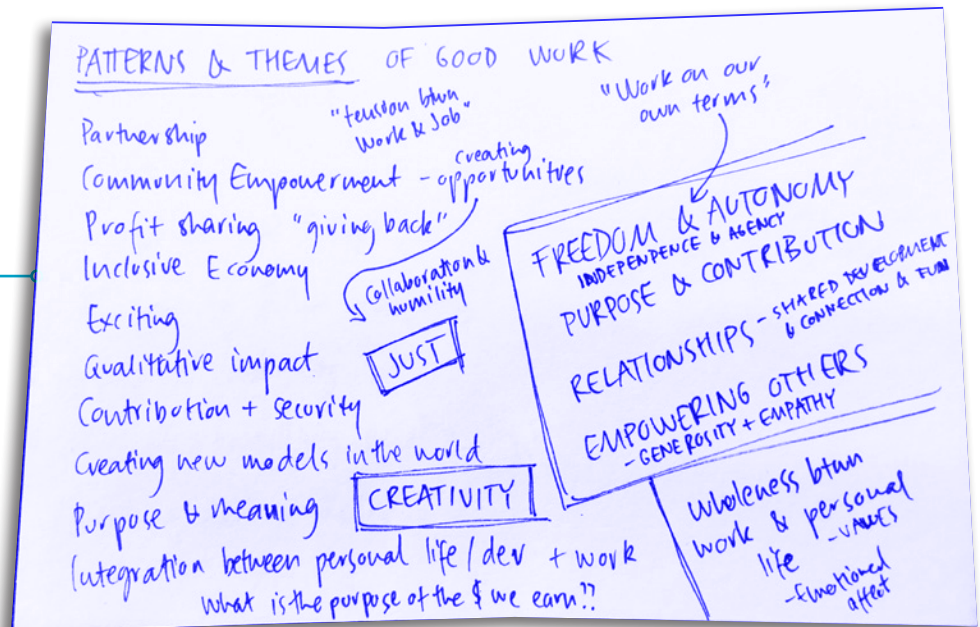 PATTERNS & THEMES OF GOOD WORK
"tension btwn
Work & Job"
"Work on our
own terms"
Partnership
Community Empowerment - creating
opportunities
Profit sharing "giving back"
Inclusive Economy
Collaboration &
humility
Exciting
JUST
Qualitative impact
Contribution + security
Creating new models in the world
CREATIVITY
Purpose & meaning
Integration between personal life/dev + work
What is the purpose of the $ we earn??
FREEDOM & AUTONOMY
INDEPENDENCE & AGENCY
PURPOSE & CONTRIBUTION
RELATIONSHIPS - SHARED DEVELOPMENT
& CONNECTION & FUN
EMPOWERING OTHERS
- GENEROSITY + EMPATHY
wholeness btwn
work & personal
life - VALUES
- Emotional
affect